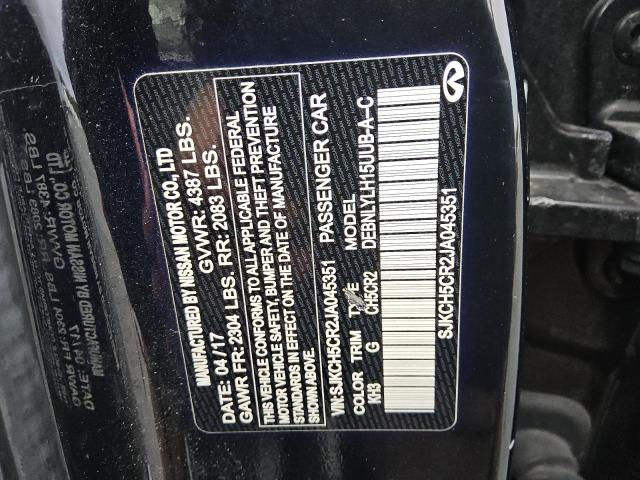 MANUFACTURED BY NISSAN MOTOR CO., LTD
DATE: 04/17 GVWR: 4387 LBS.
GAWR FR: 2304 LBS. RR: 2083 LBS.
THIS VEHICLE CONFORMS TO ALL APPLICABLE FEDERAL
MOTOR VEHICLE SAFETY, BUMPER AND THEFT PREVENTION
STANDARDS IN EFFECT ON THE DATE OF MANUFACTURE
SHOWN ABOVE.
VIN: SJKCH5CR2JA045351 PASSENGER CAR
COLOR TRIM TYPE MODEL
KH3 G CH5CR2 DEBNLYLH15UUB-A-C
SJKCH5CR2JA045351